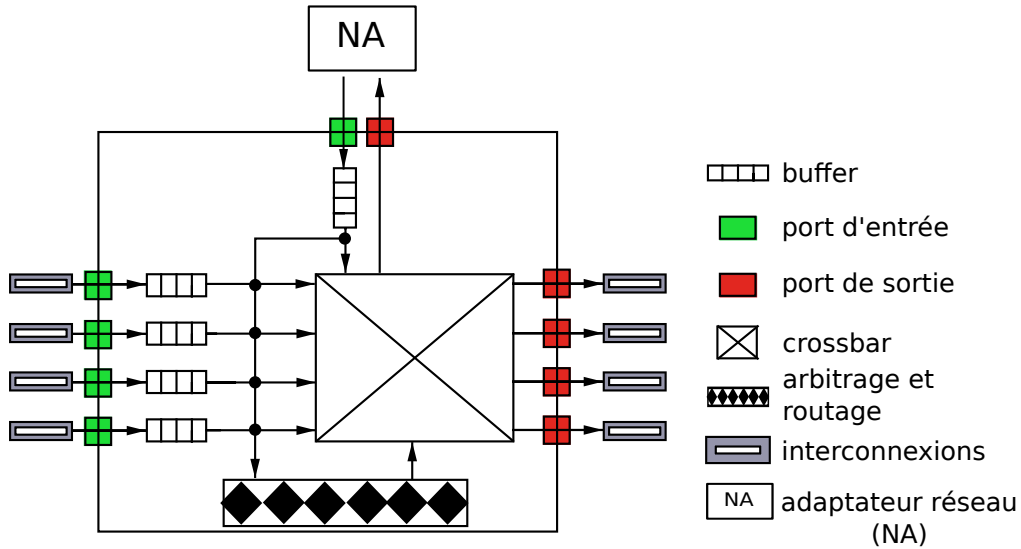 NA
buffer
port d'entrée
port de sortie
crossbar
arbitrage et
routage
interconnexions
NA
adaptateur réseau
(NA)